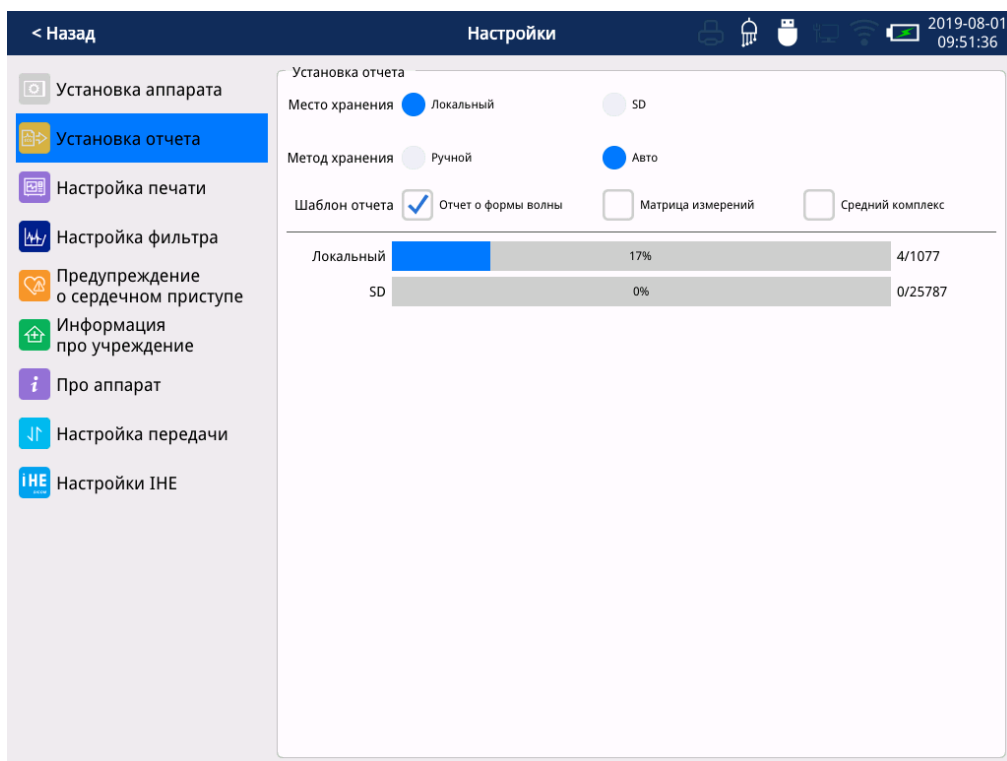 < Назад
Настройки
2019-08-01
09:51:36
Установка аппарата
Установка отчета
Настройка печати
Настройка фильтра
Предупреждение
о сердечном приступе
Информация
про учреждение
Про аппарат
Настройка передачи
iHE
Настройки IHE
Установка отчета
Место хранения Локальный SD
Метод хранения Ручной Авто
Шаблон отчета Отчет о формы волны Матрица измерений Средний комплекс
Локальный 17% 4/1077
SD 0% 0/25787